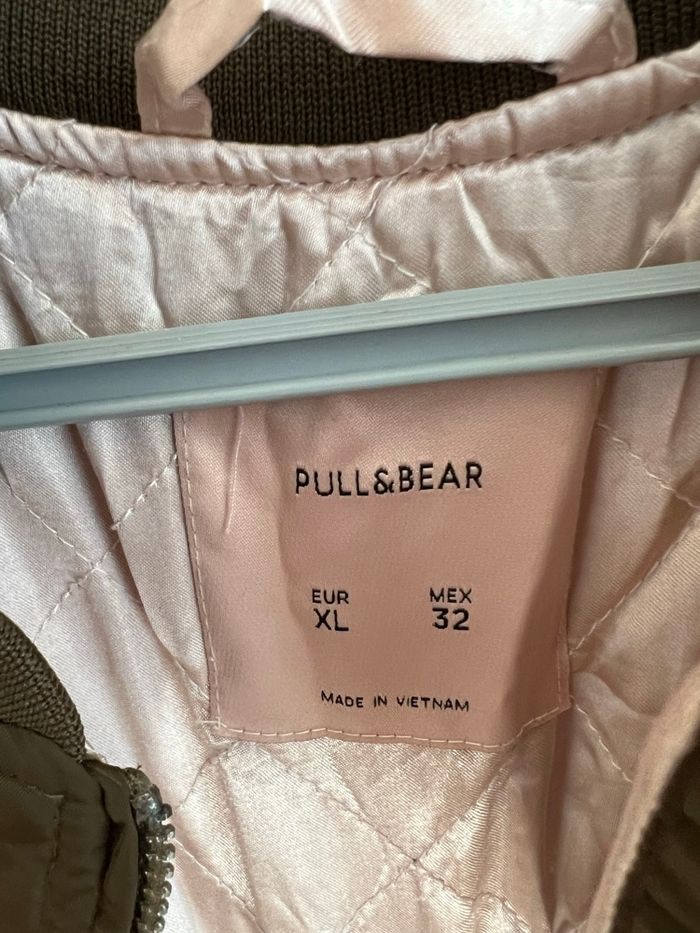 PULL&BEAR
EUR MEX
XL 32
MADE IN VIETNAM